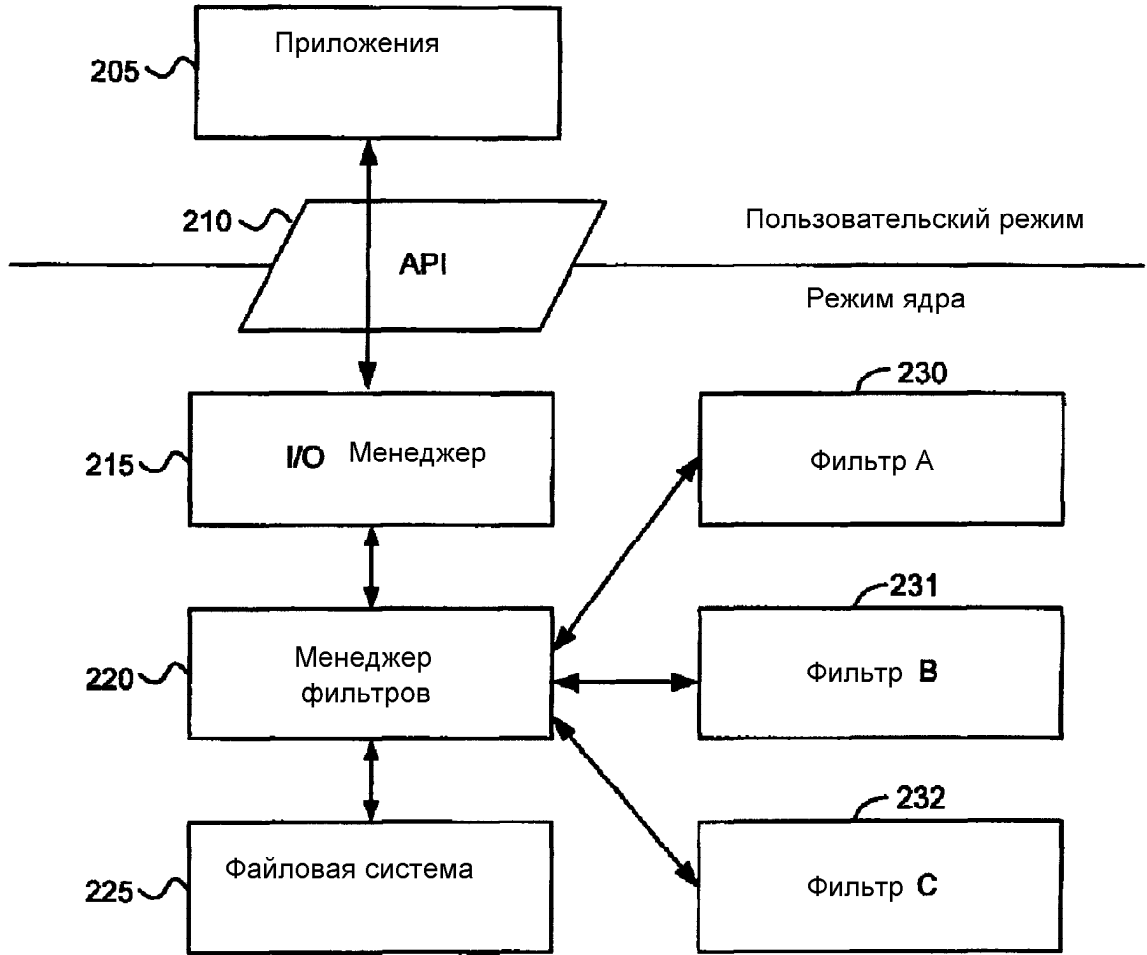 Приложения
205
210
API
Пользовательский режим
Режим ядра
230
215
I/O Менеджер
Фильтр А
231
220
Менеджер
фильтров
Фильтр B
232
225
Файловая система
Фильтр C